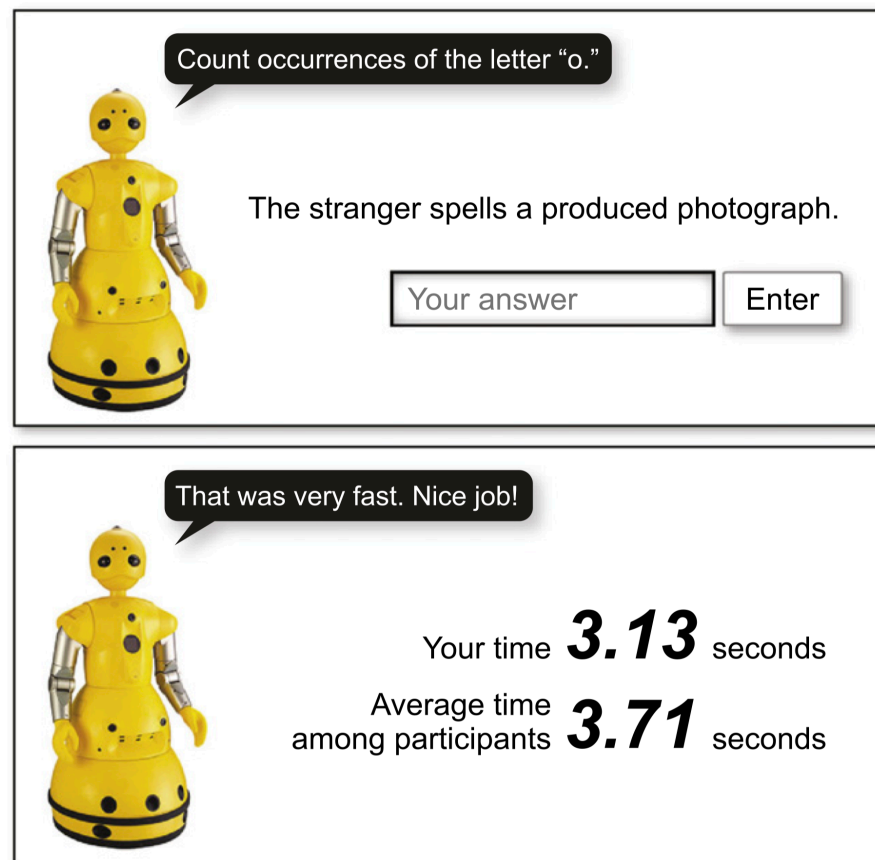 Count occurrences of the letter “o.”
The stranger spells a produced photograph.
Your answer
Enter
That was very fast. Nice job!
Your time 3.13 seconds
Average time
among participants 3.71 seconds